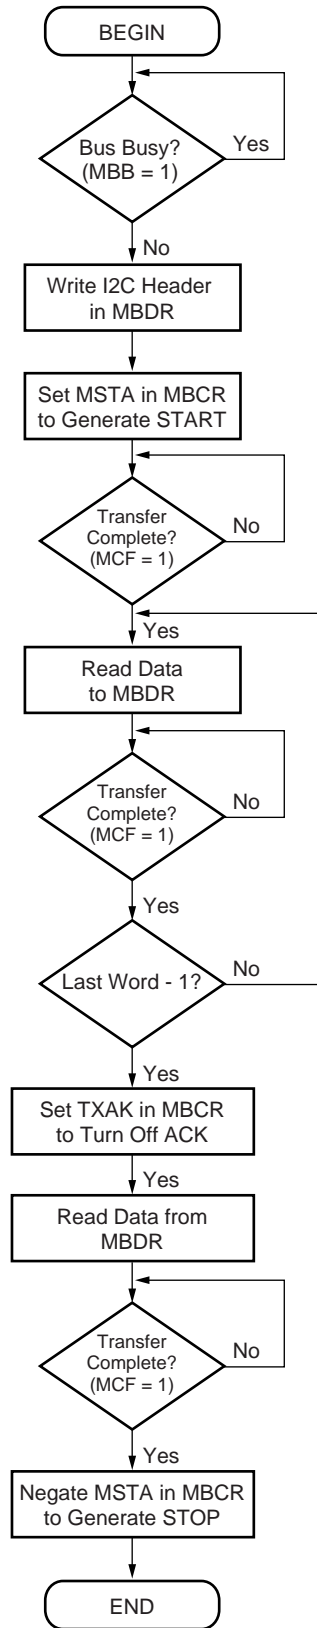 BEGIN
Bus Busy?
(MBB = 1)
Yes
No
Write I2C Header
in MBDR
Set MSTA in MBCR
to Generate START
Transfer
Complete?
(MCF = 1)
No
Yes
Read Data
to MBDR
Transfer
Complete?
(MCF = 1)
No
Yes
Last Word - 1?
No
Yes
Set TXAK in MBCR
to Turn Off ACK
Yes
Read Data from
MBDR
Transfer
Complete?
(MCF = 1)
No
Yes
Negate MSTA in MBCR
to Generate STOP
END